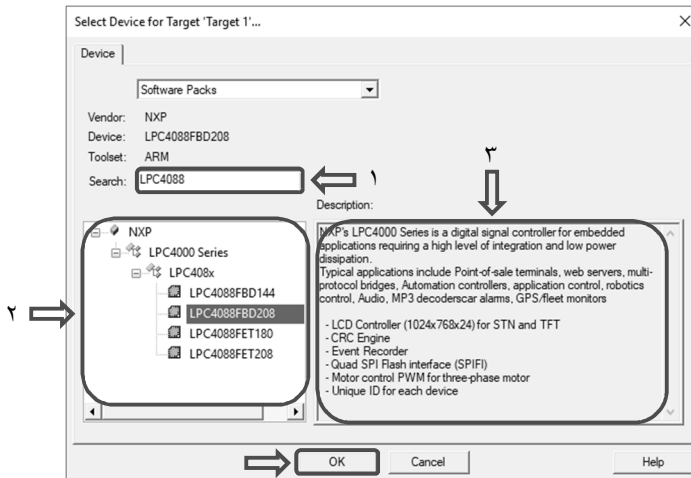 Select Device for Target 'Target 1'...
Device
Software Packs
Vendor: NXP
Device: LPC4088FBD208
Toolset: ARM
Search: LPC4088
۱
۳
Description:
NXP
LPC4000 Series
LPC408x
LPC4088FBD144
LPC4088FBD208
LPC4088FET180
LPC4088FET208
۲
NXP's LPC4000 Series is a digital signal controller for embedded
applications requiring a high level of integration and low power
dissipation.
Typical applications include Point-of-sale terminals, web servers, multi-
protocol bridges, Automation controllers, application control, robotics
control, Audio, MP3 decoderscar alarms, GPS/fleet monitors
- LCD Controller (1024x768x24) for STN and TFT
- CRC Engine
- Event Recorder
- Quad SPI Flash interface (SPIFI)
- Motor control PWM for three-phase motor
- Unique ID for each device
OK
Cancel
Help